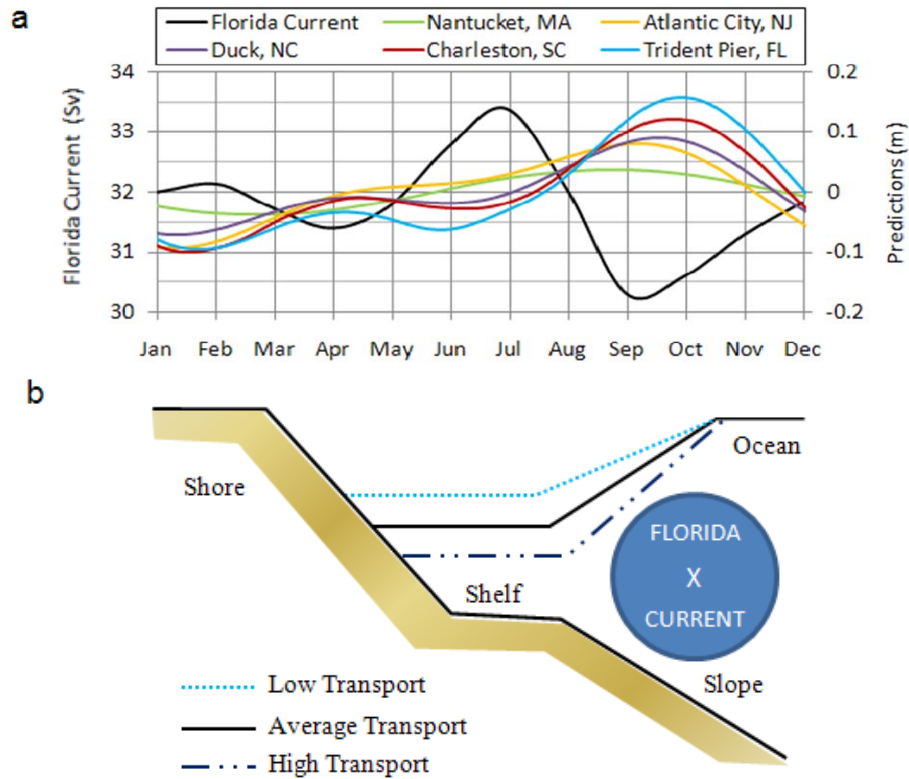 a
Florida Current Nantucket, MA Atlantic City, NJ
Duck, NC Charleston, SC Trident Pier, FL
34 0.2
33 0.1
32 0
31 -0.1
30 -0.2
Florida Current (Sv)
Predictions (m)
Jan Feb Mar Apr May Jun Jul Aug Sep Oct Nov Dec
b
Ocean
Shore
FLORIDA
X
CURRENT
Shelf
Slope
Low Transport
Average Transport
High Transport